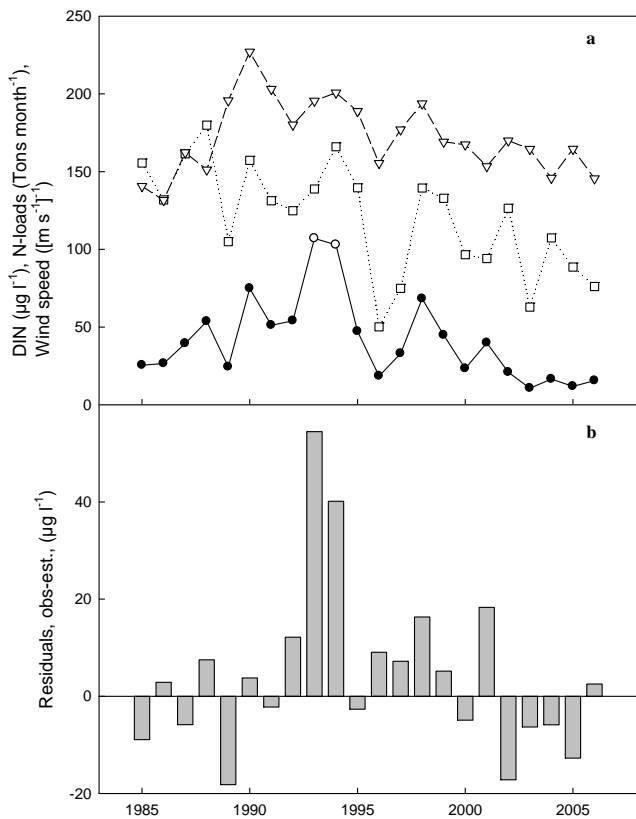 DIN (µg l⁻¹), N-loads (Tons month⁻¹),
Wind speed ([m s⁻¹]⁻¹)
250
200
150
100
50
0
a
Residuals, obs-est., (µg l⁻¹)
40
20
0
-20
b
1985 1990 1995 2000 2005